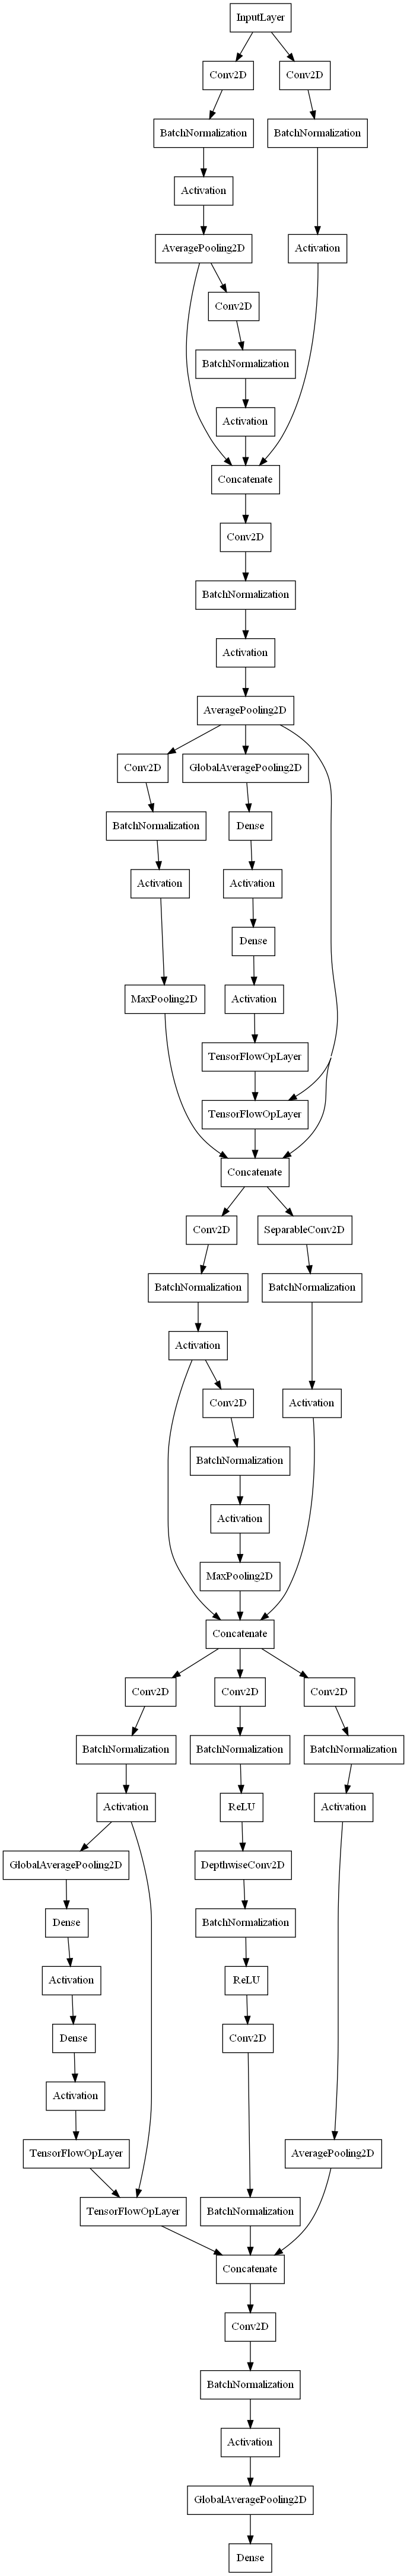 InputLayer
Conv2D
Conv2D
BatchNormalization
BatchNormalization
Activation
AveragePooling2D
Activation
Conv2D
BatchNormalization
Activation
Concatenate
Conv2D
BatchNormalization
Activation
AveragePooling2D
Conv2D
GlobalAveragePooling2D
BatchNormalization
Dense
Activation
Activation
Dense
MaxPooling2D
Activation
TensorFlowOpLayer
TensorFlowOpLayer
Concatenate
Conv2D
SeparableConv2D
BatchNormalization
BatchNormalization
Activation
Conv2D
Activation
BatchNormalization
Activation
MaxPooling2D
Concatenate
Conv2D
Conv2D
Conv2D
BatchNormalization
BatchNormalization
BatchNormalization
Activation
ReLU
Activation
GlobalAveragePooling2D
DepthwiseConv2D
Dense
BatchNormalization
Activation
ReLU
Dense
Conv2D
Activation
TensorFlowOpLayer
AveragePooling2D
TensorFlowOpLayer
BatchNormalization
Concatenate
Conv2D
BatchNormalization
Activation
GlobalAveragePooling2D
Dense